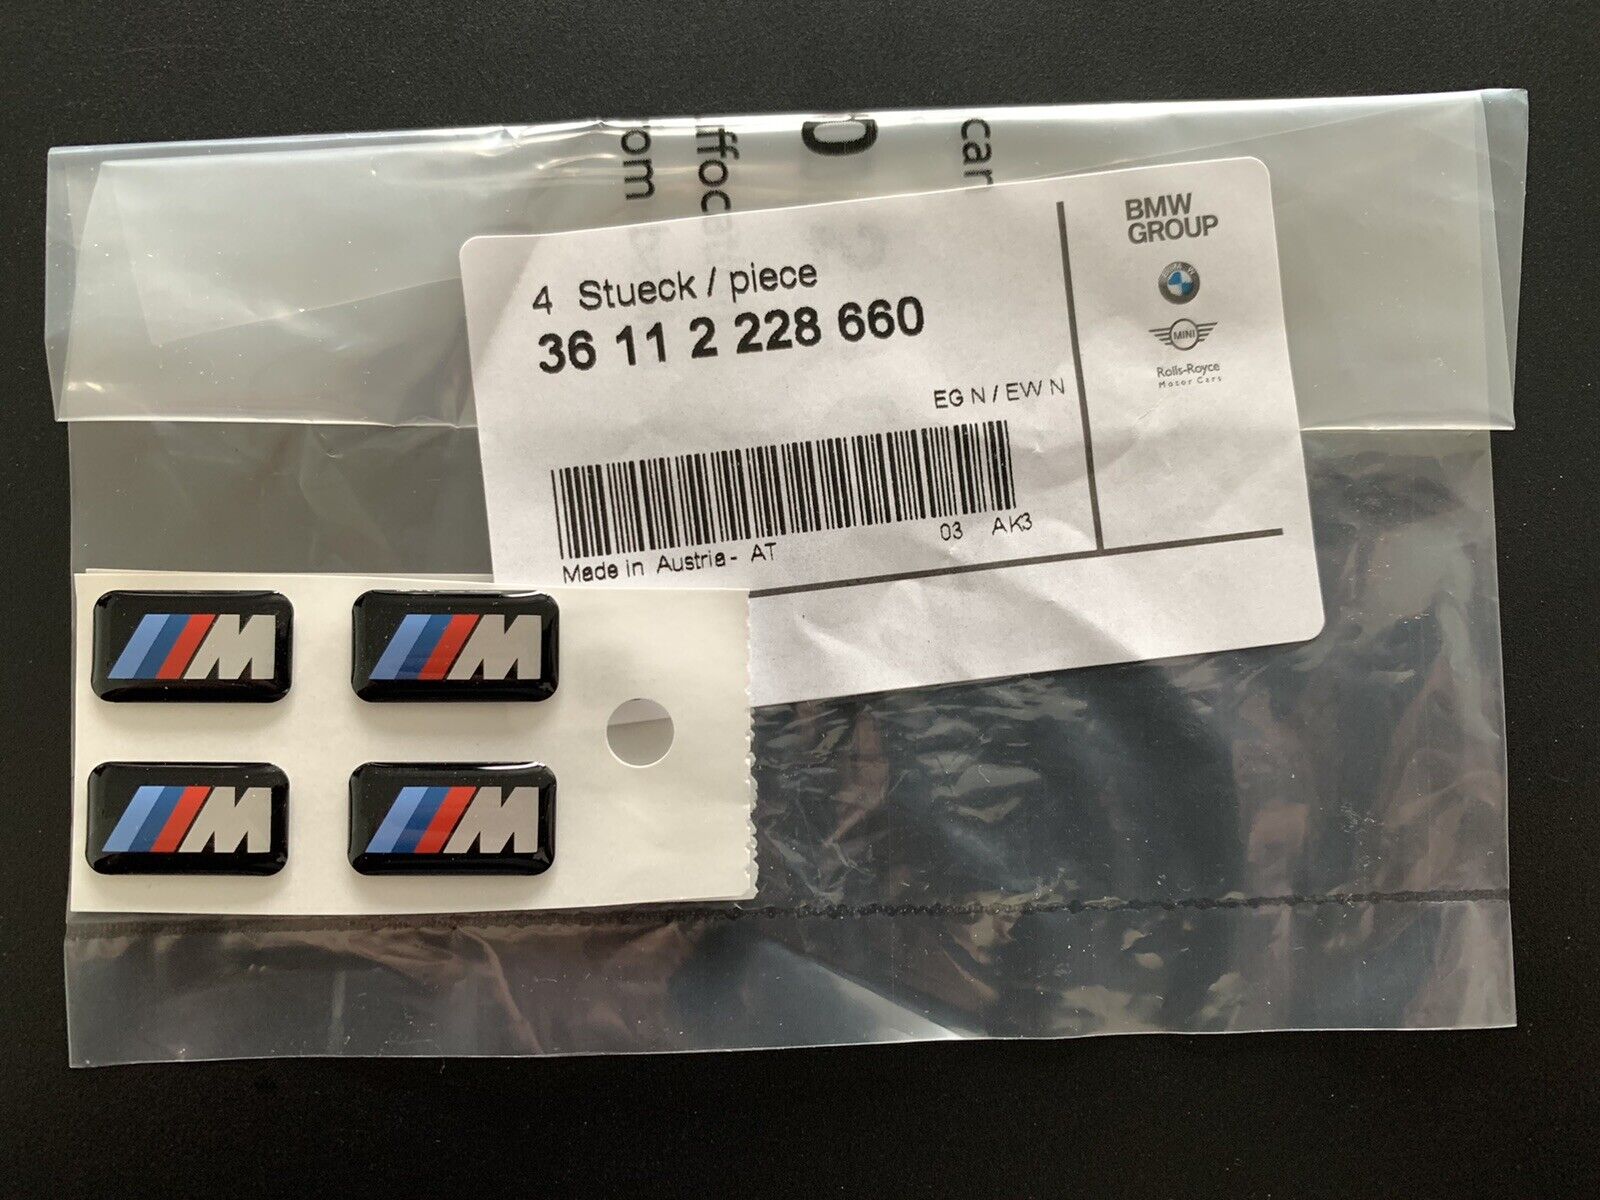 car
4 Stueck / piece
36 11 2 228 660
EG N / EW N
03 AK3
Made in Austria - AT
BMW
GROUP
MINI
Rolls-Royce
Motor Cars
M
M
M
M